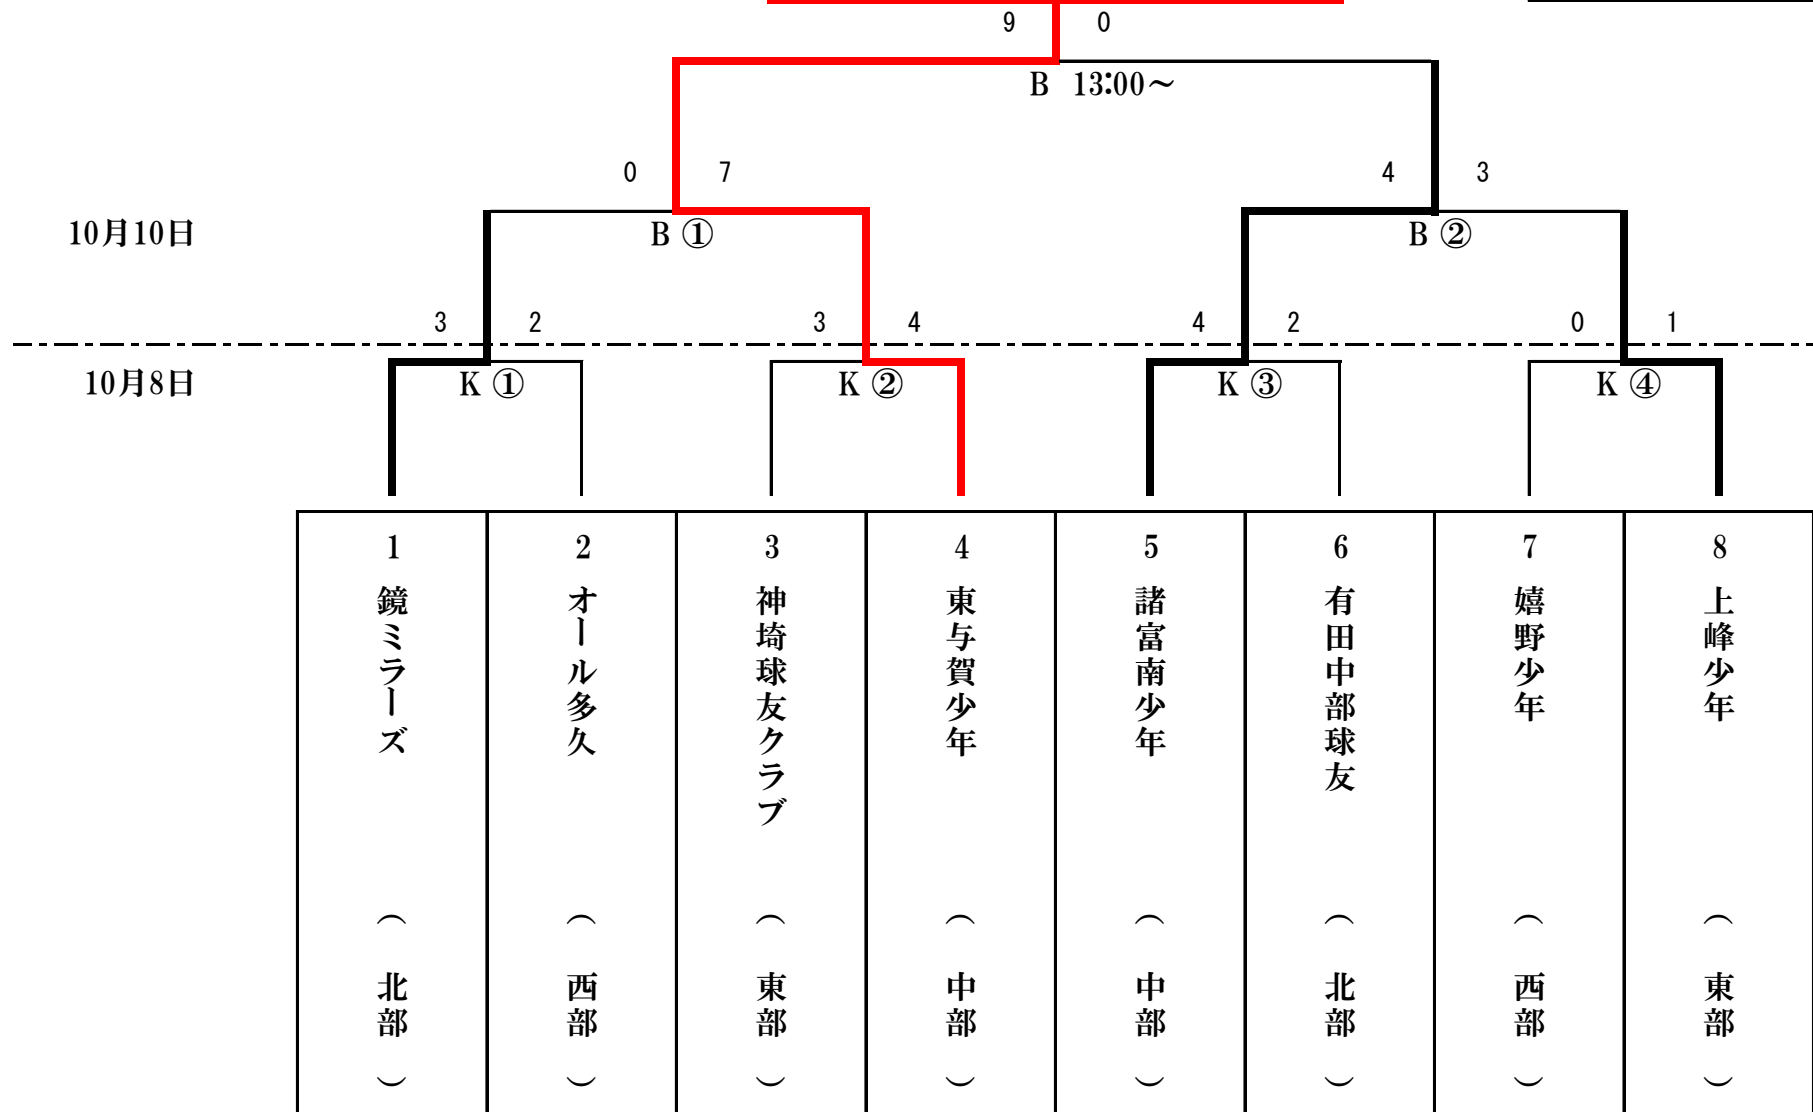 9 0
B 13:00～
0 7 4 3
10月10日 B ① B ②
3 2 3 4 4 2 0 1
10月8日 K ① K ② K ③ K ④
1 鏡ミラーズ （北部）
2 オール多久 （西部）
3 神埼球友クラブ （東部）
4 東与賀少年 （中部）
5 諸富南少年 （中部）
6 有田中部球友 （北部）
7 嬉野少年 （西部）
8 上峰少年 （東部）